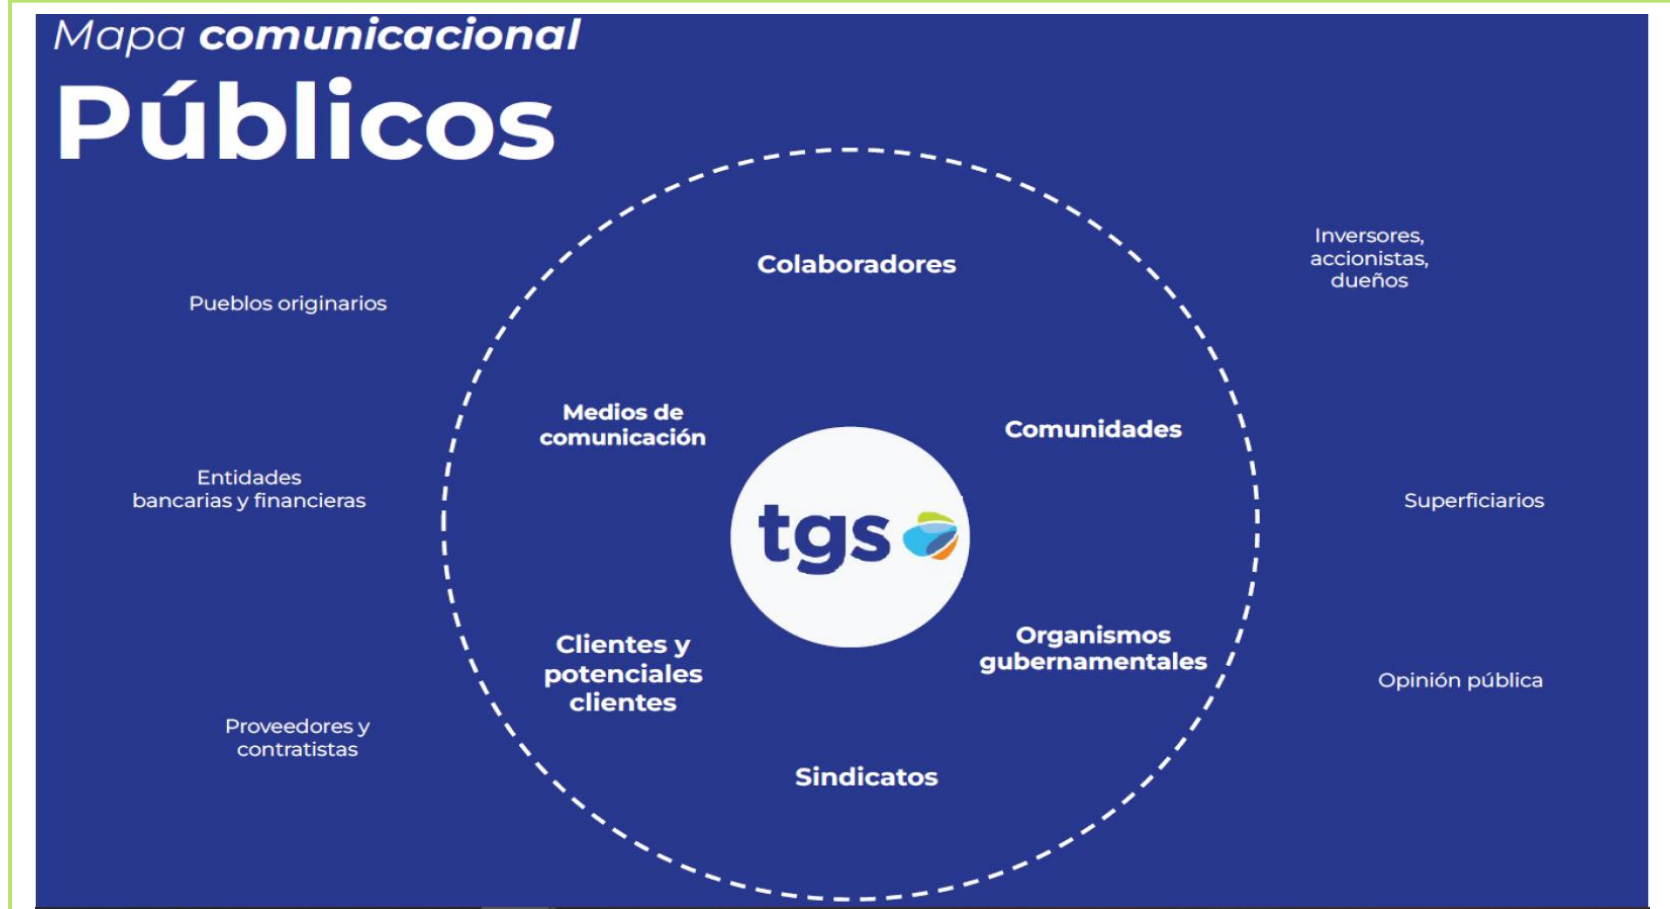 Mapa comunicacional
Públicos
Colaboradores
Inversores,
accionistas,
dueños
Pueblos originarios
Medios de
comunicación
Comunidades
Entidades
bancarias y financieras
tgs
Superficiarios
Clientes y
potenciales
clientes
Organismos
gubernamentales
Opinión pública
Proveedores y
contratistas
Sindicatos